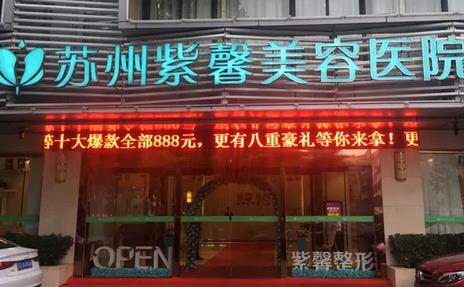 苏州紫馨美容医院
等十大爆款全部888元，更有八重豪礼等你来拿！更
OPEN
紫馨整形